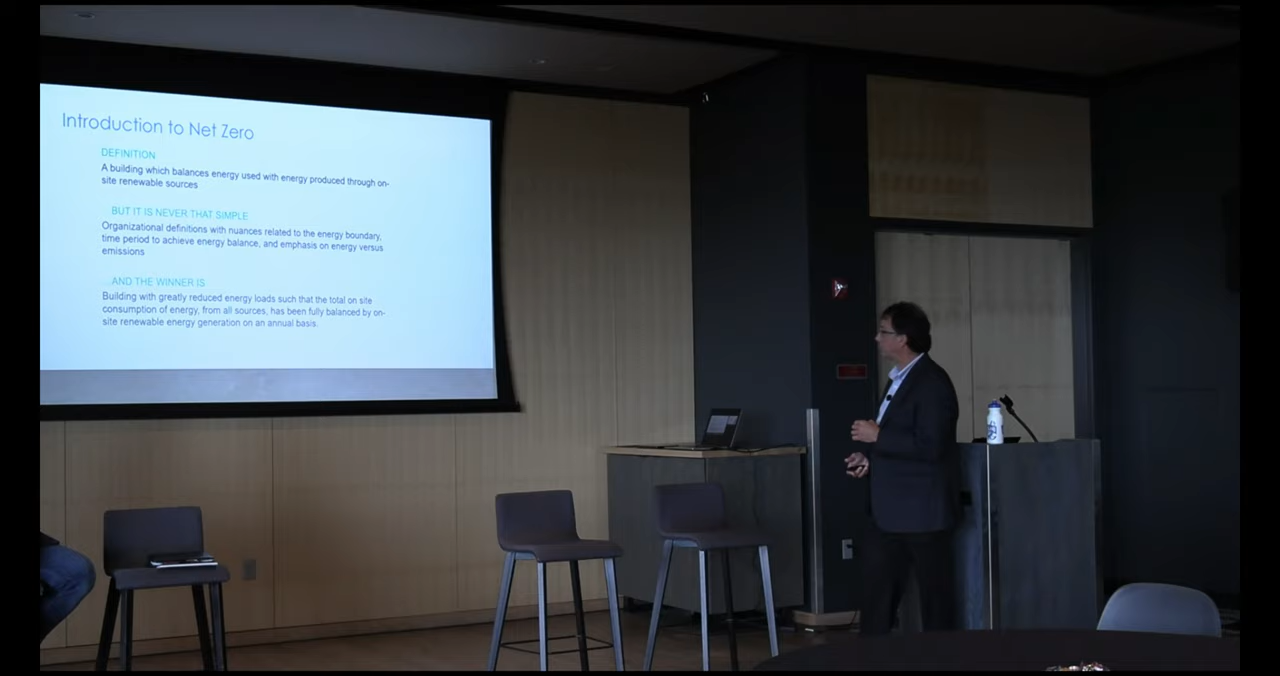 Introduction to Net Zero
DEFINITION
A building which balances energy used with energy produced through on-
site renewable sources
BUT IT IS NEVER THAT SIMPLE
Organizational definitions with nuances related to the energy boundary,
time period to achieve energy balance, and emphasis on energy versus
emissions
...AND THE WINNER IS
Building with greatly reduced energy loads such that the total on site
consumption of energy, from all sources, has been fully balanced by on-
site renewable energy generation on an annual basis.